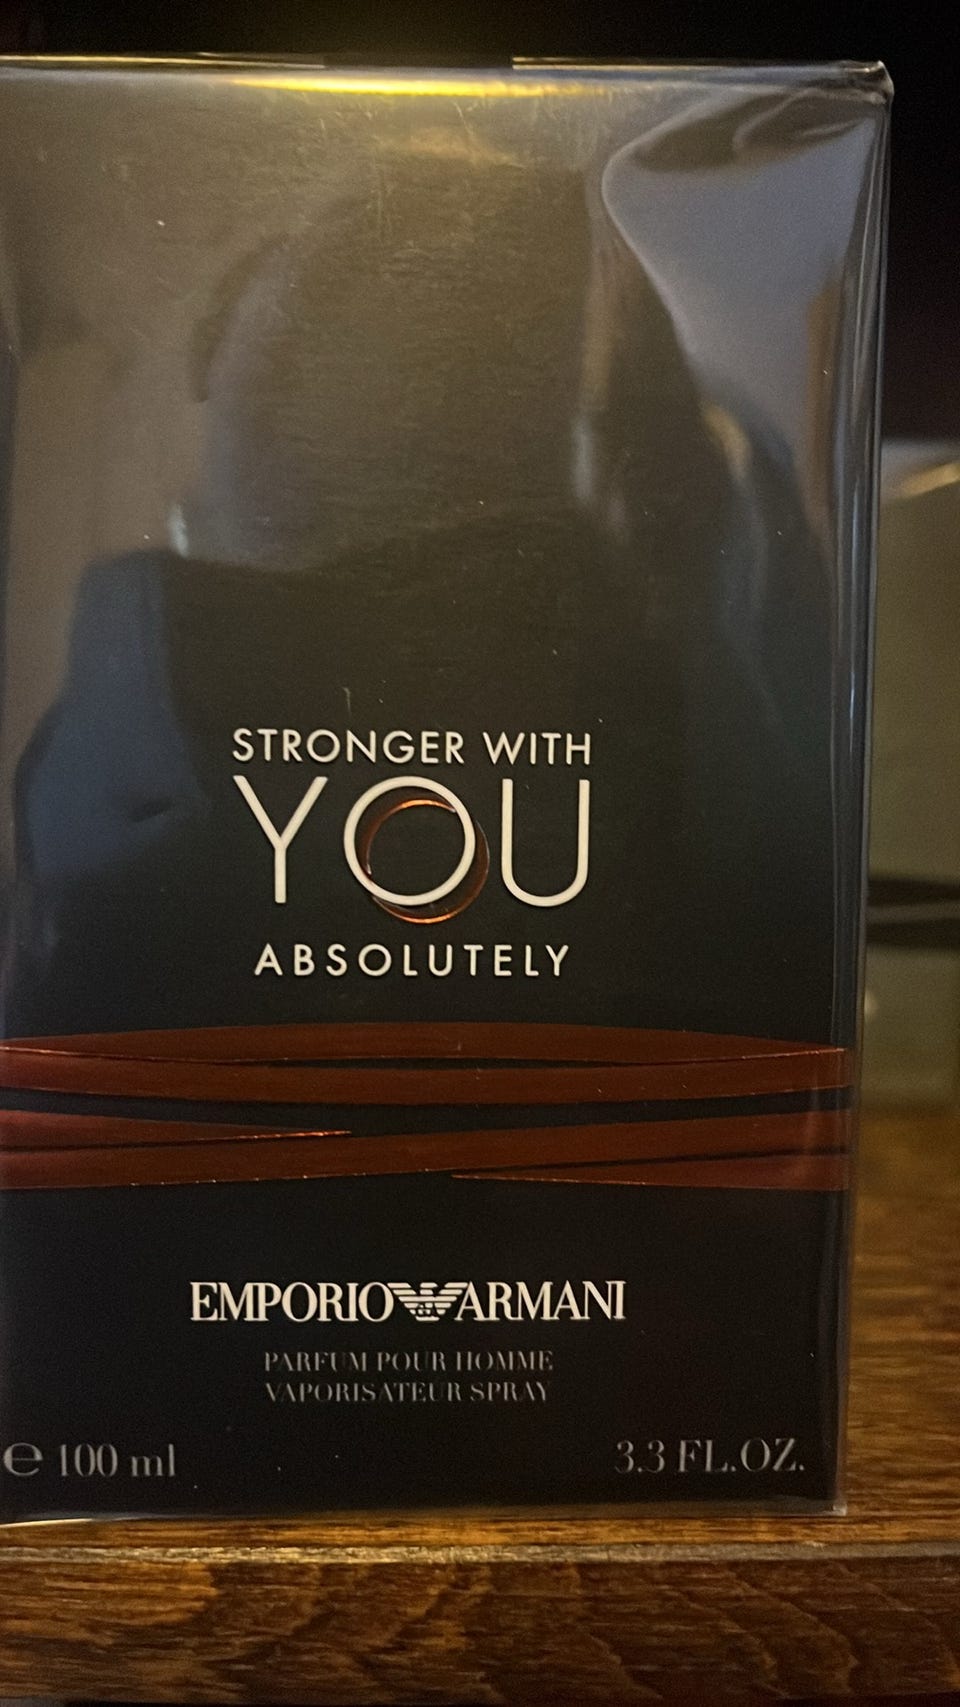 STRONGER WITH
YOU
ABSOLUTELY
EMPORIO ARMANI
PARFUM POUR HOMME
VAPORISATEUR SPRAY
℮ 100 ml 3.3 FL.OZ.